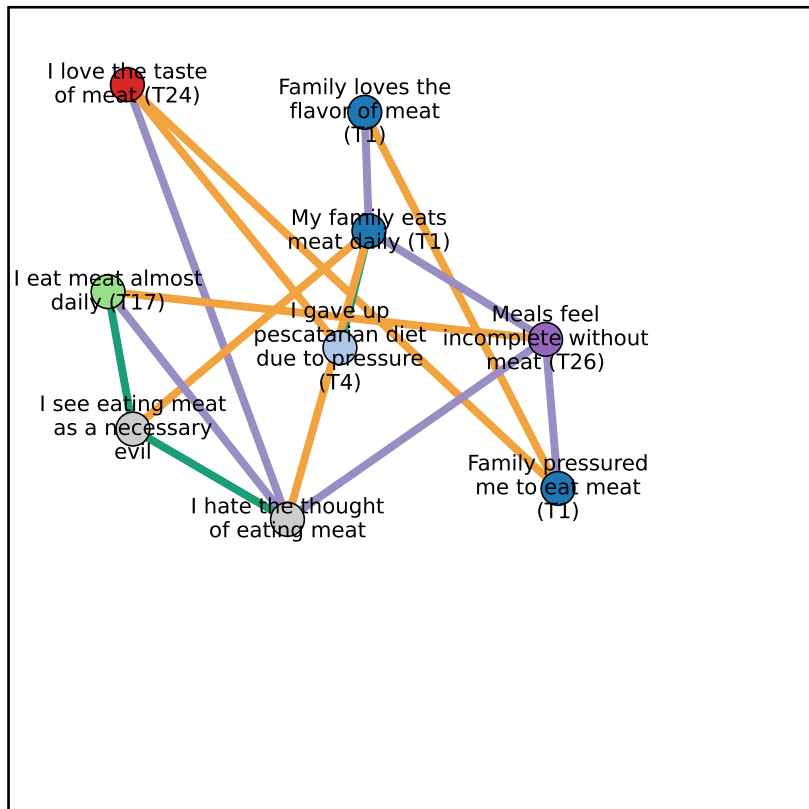 I love the taste
of meat (T24)
Family loves the
flavor of meat
(T1)
My family eats
meat daily (T1)
I eat meat almost
daily (T17)
I gave up
pescatarian diet
due to pressure
(T4)
Meals feel
incomplete without
meat (T26)
I see eating meat
as a necessary
evil
Family pressured
me to eat meat
(T1)
I hate the thought
of eating meat